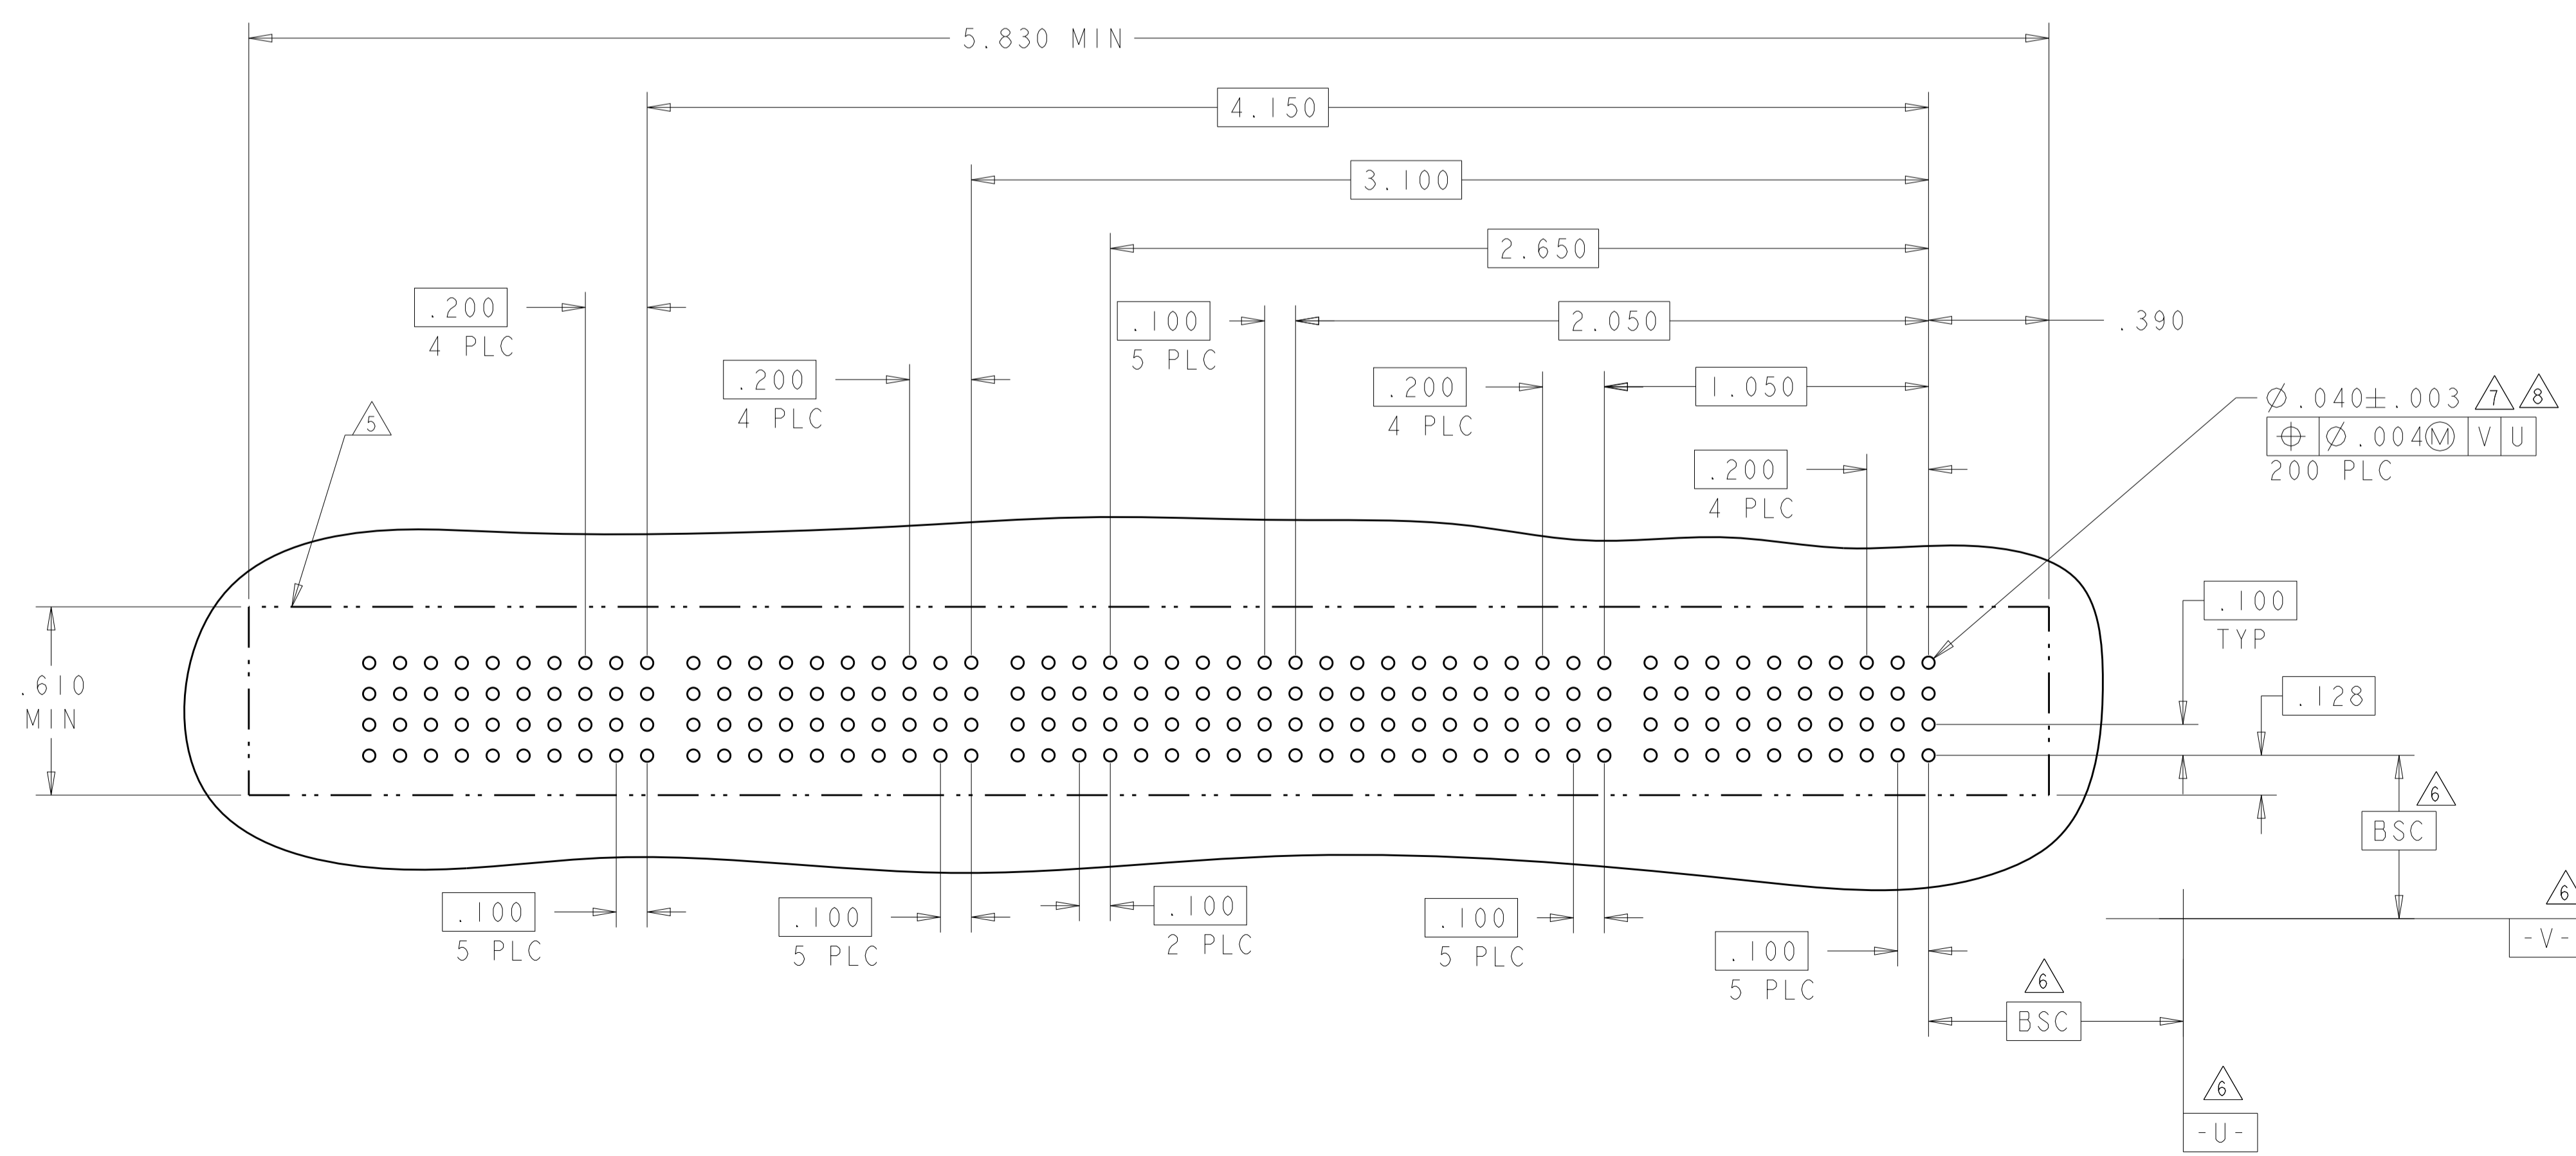 5.830 MIN
4.150
3.100
2.650
.200
4 PLC
.100
5 PLC
2.050
.390
.200
4 PLC
.200
4 PLC
1.050
⌀.040±.003 7 8
⌖ ⌀.004Ⓜ V U
200 PLC
5
.200
4 PLC
.100
TYP
.610
MIN
.128
6
BSC
6
-V-
.100
5 PLC
.100
5 PLC
.100
2 PLC
.100
5 PLC
.100
5 PLC
6
BSC
6
-U-